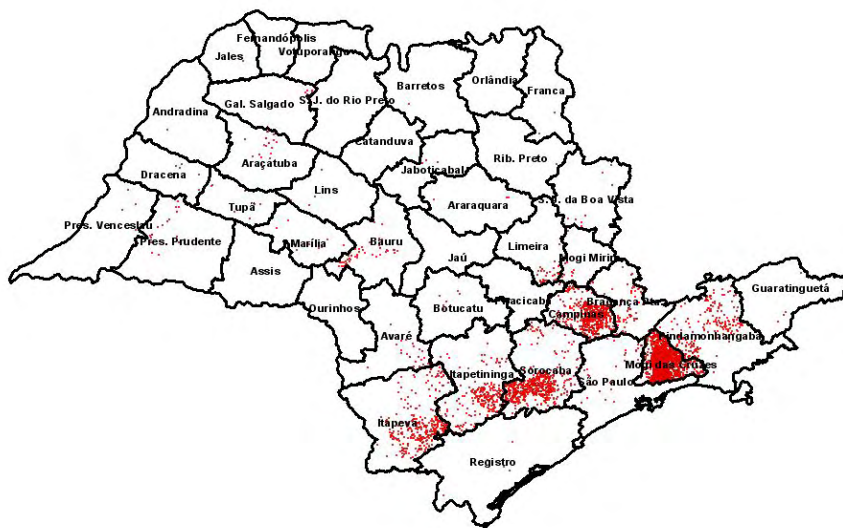 Fernandópolis
Votuporanga
Jales
Barretos
Orlândia
Franca
Gal. Salgado
S. J. do Rio Preto
Andradina
Catanduva
Rib. Preto
Araçatuba
Jaboticabal
Dracena
Lins
S. J. da Boa Vista
Tupã
Araraquara
Pres. Venceslau
Pres. Prudente
Marília
Bauru
Limeira
Jaú
Mogi Mirim
Assis
Guaratinguetá
Ourinhos
Botucatu
Campinas
Bragança Pta.
Avaré
Pindamonhangaba
Mogi das Cruzes
Itapetininga
Sorocaba
São Paulo
Itapeva
Registro